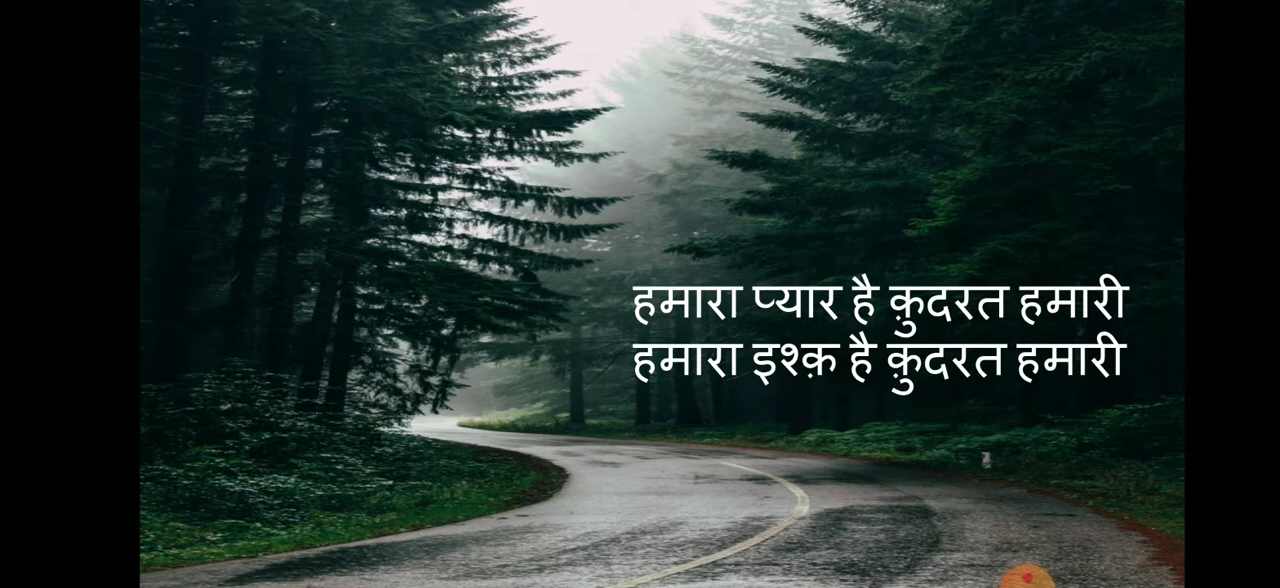 हमारा प्यार है क़ुदरत हमारी
हमारा इश्क़ है क़ुदरत हमारी